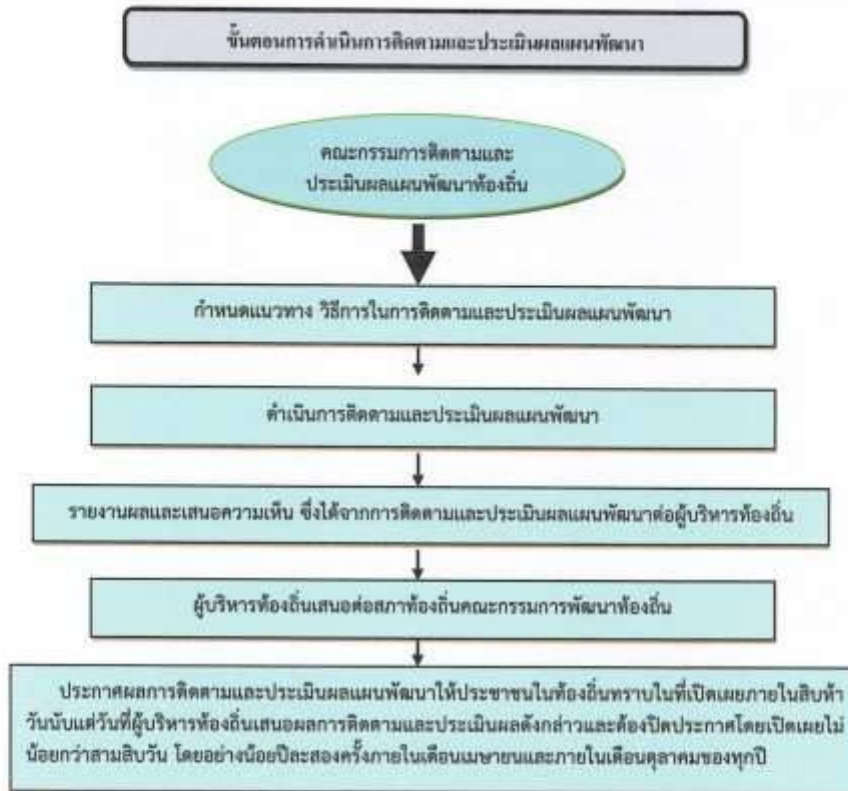 ขั้นตอนการดำเนินการติดตามและประเมินผลแผนพัฒนา
คณะกรรมการติดตามและ
ประเมินผลแผนพัฒนาท้องถิ่น
กำหนดแนวทาง วิธีการในการติดตามและประเมินผลแผนพัฒนา
ดำเนินการติดตามและประเมินผลแผนพัฒนา
รายงานผลและเสนอความเห็น ซึ่งได้จากการติดตามและประเมินผลแผนพัฒนาต่อผู้บริหารท้องถิ่น
ผู้บริหารท้องถิ่นเสนอต่อสภาท้องถิ่นคณะกรรมการพัฒนาท้องถิ่น
ประกาศผลการติดตามและประเมินผลแผนพัฒนาให้ประชาชนในท้องถิ่นทราบในที่เปิดเผยภายในสิบห้า
วันนับแต่วันที่ผู้บริหารท้องถิ่นเสนอผลการติดตามและประเมินผลดังกล่าวและต้องปิดประกาศโดยเปิดเผยไม่
น้อยกว่าสามสิบวัน โดยอย่างน้อยปีละสองครั้งภายในเดือนเมษายนและภายในเดือนตุลาคมของทุกปี